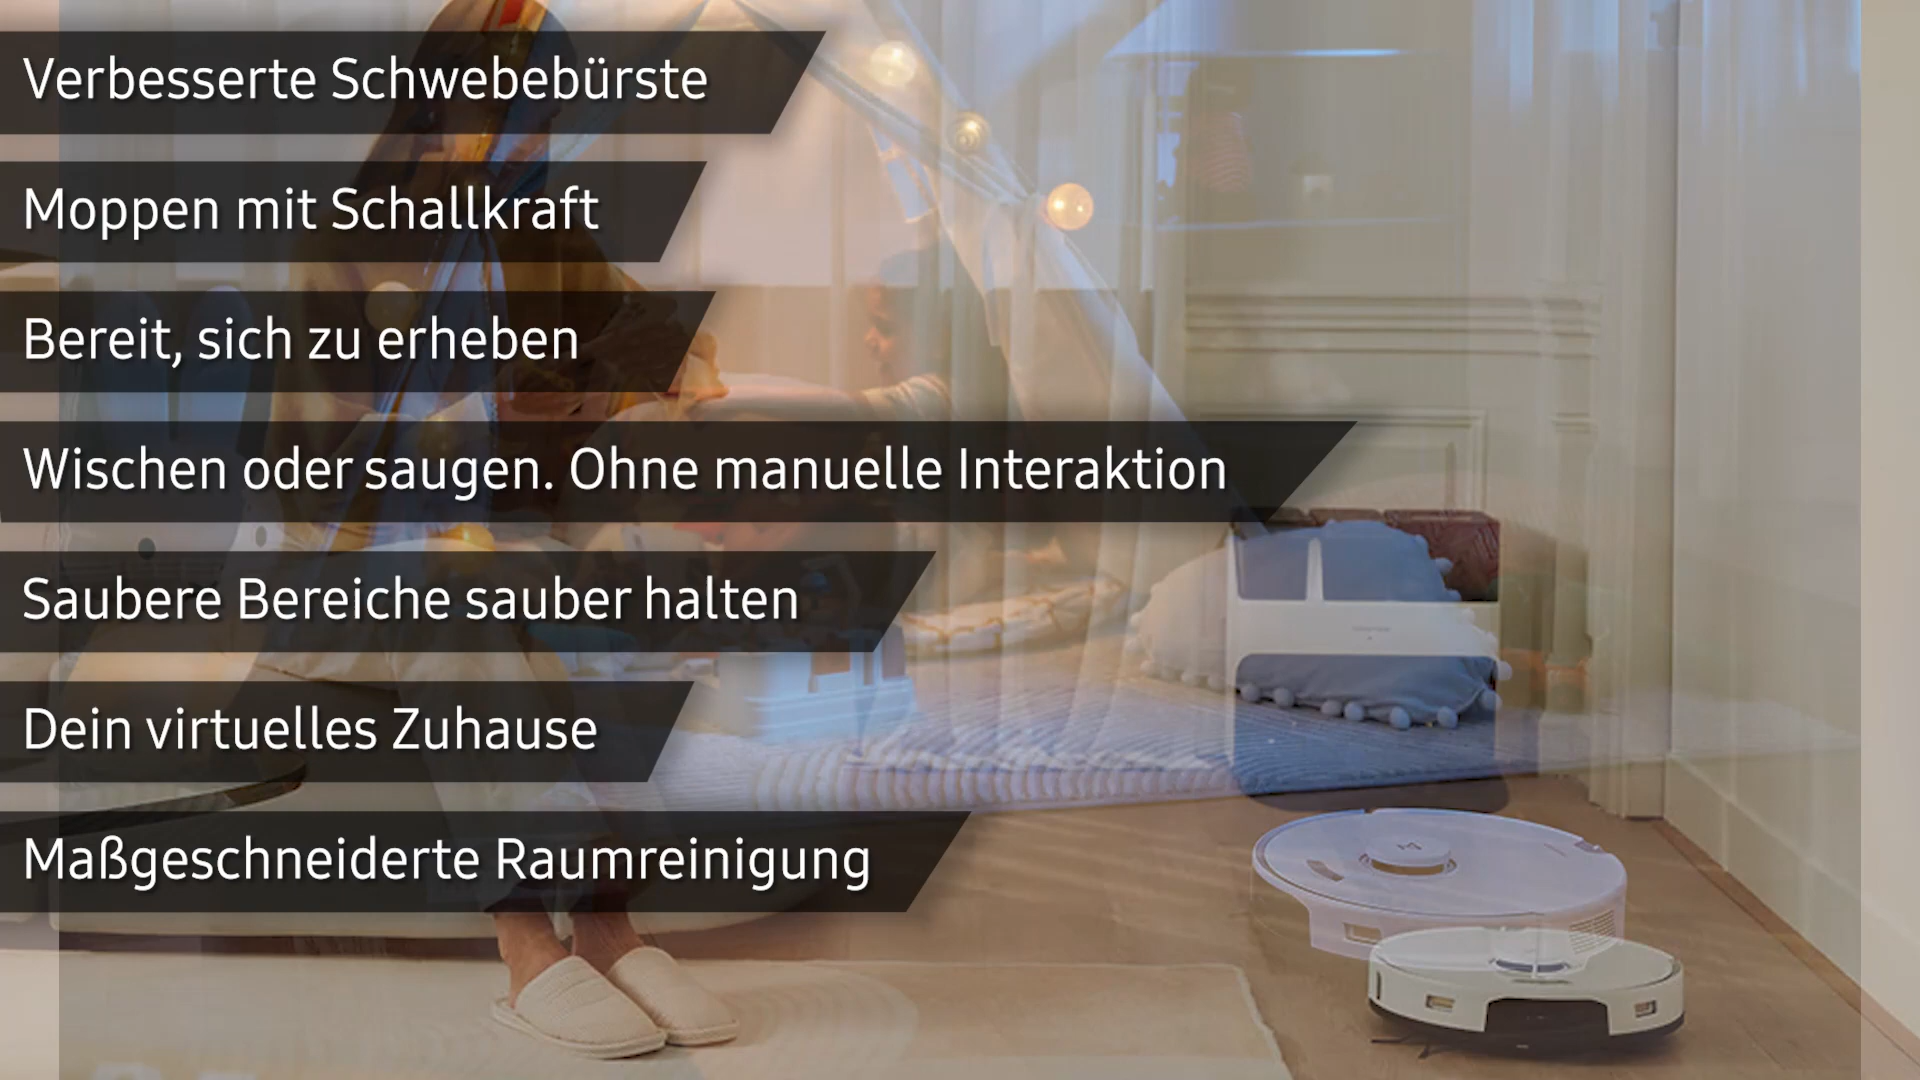 Verbesserte Schwebebürste
Moppen mit Schallkraft
Bereit, sich zu erheben
Wischen oder saugen. Ohne manuelle Interaktion
Saubere Bereiche sauber halten
Dein virtuelles Zuhause
Maßgeschneiderte Raumreinigung